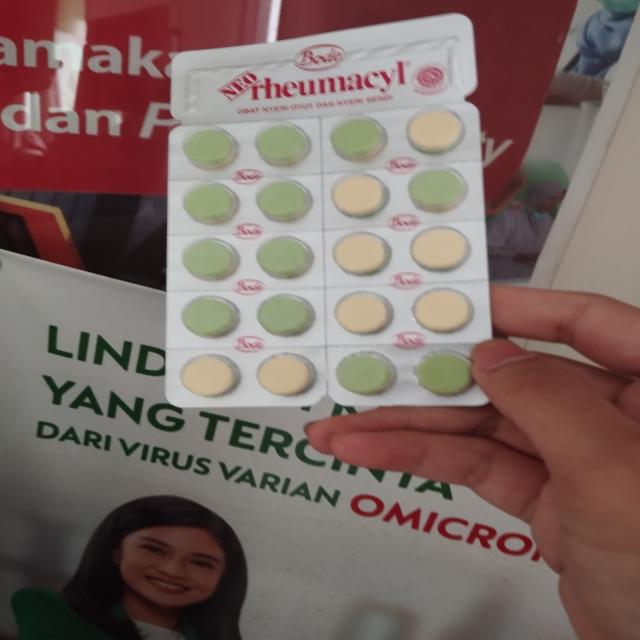 amaka
dan P
Bode
NEO rheumacyl®
OBAT NYERI OTOT DAN NYERI SENDI
Bode
Bode
Bode
Bode
Bode
Bode
Bode
Bode
LIND
YANG TERCINTA
DARI VIRUS VARIAN OMICRON